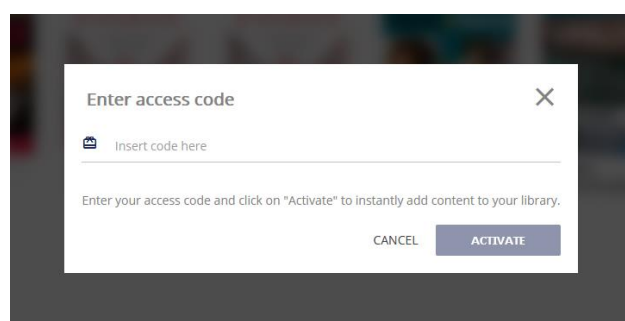 Enter access code
Insert code here
Enter your access code and click on "Activate" to instantly add content to your library.
CANCEL
ACTIVATE